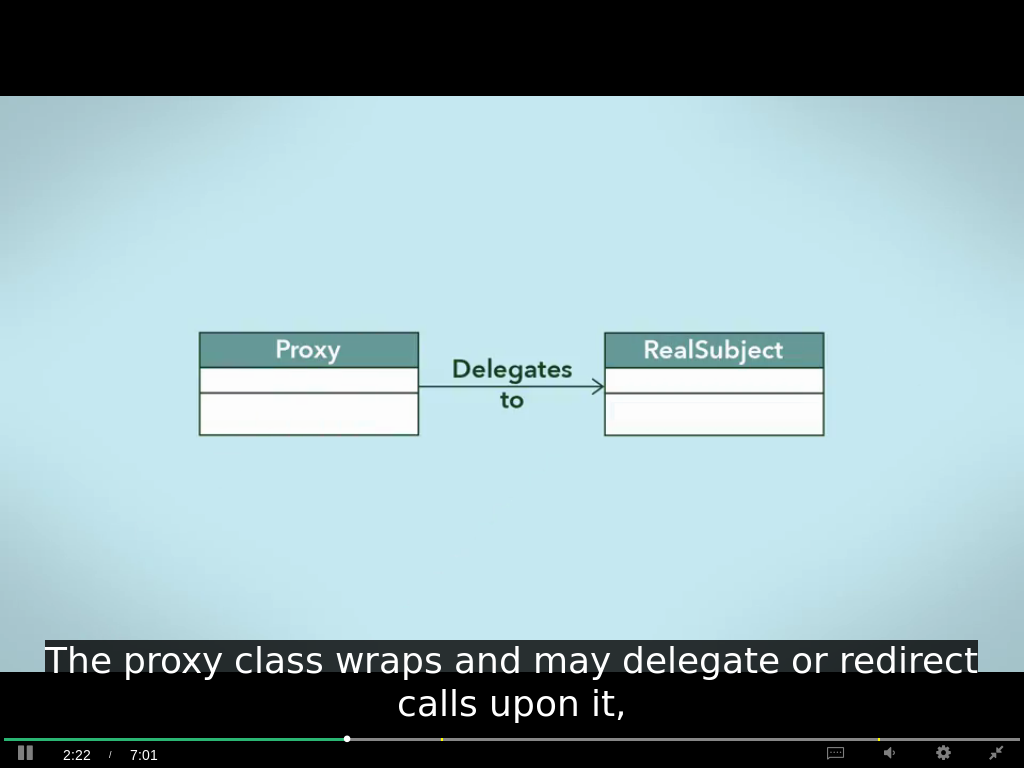 Proxy
Delegates
to
RealSubject
The proxy class wraps and may delegate or redirect
calls upon it,
2:22 / 7:01